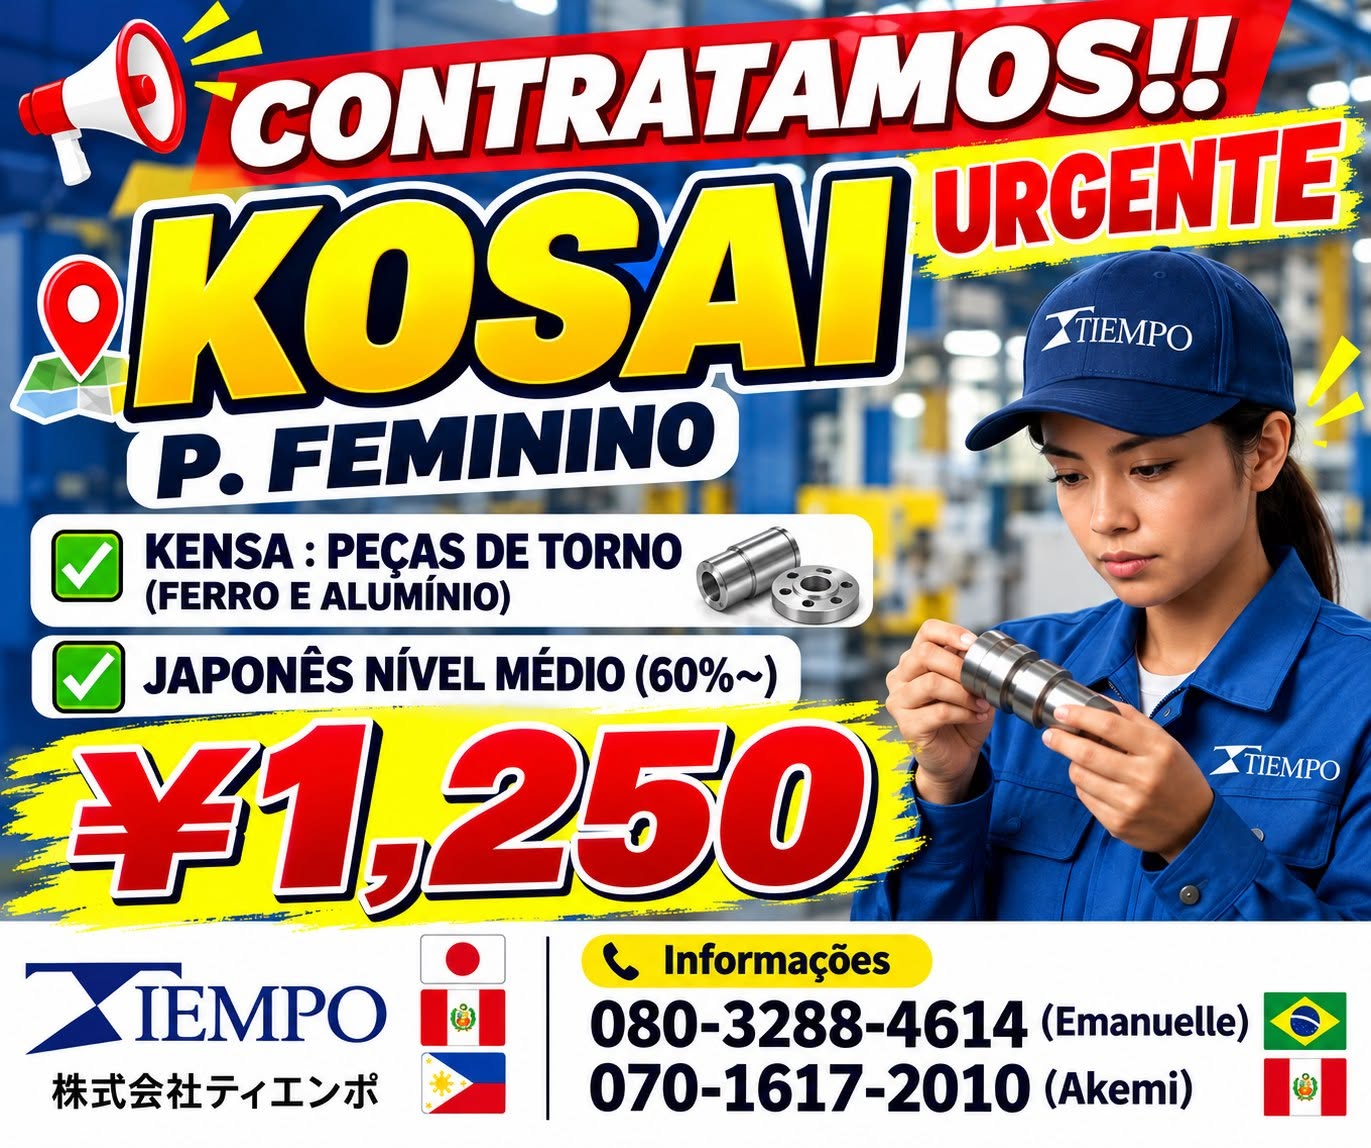 CONTRATAMOS!!
URGENTE
KOSAI
P. FEMININO
KENSA : PEÇAS DE TORNO
(FERRO E ALUMÍNIO)
JAPONÊS NÍVEL MÉDIO (60%~)
¥1,250
TIEMPO
TIEMPO
TIEMPO
株式会社ティエンポ
Informações
080-3288-4614 (Emanuelle)
070-1617-2010 (Akemi)